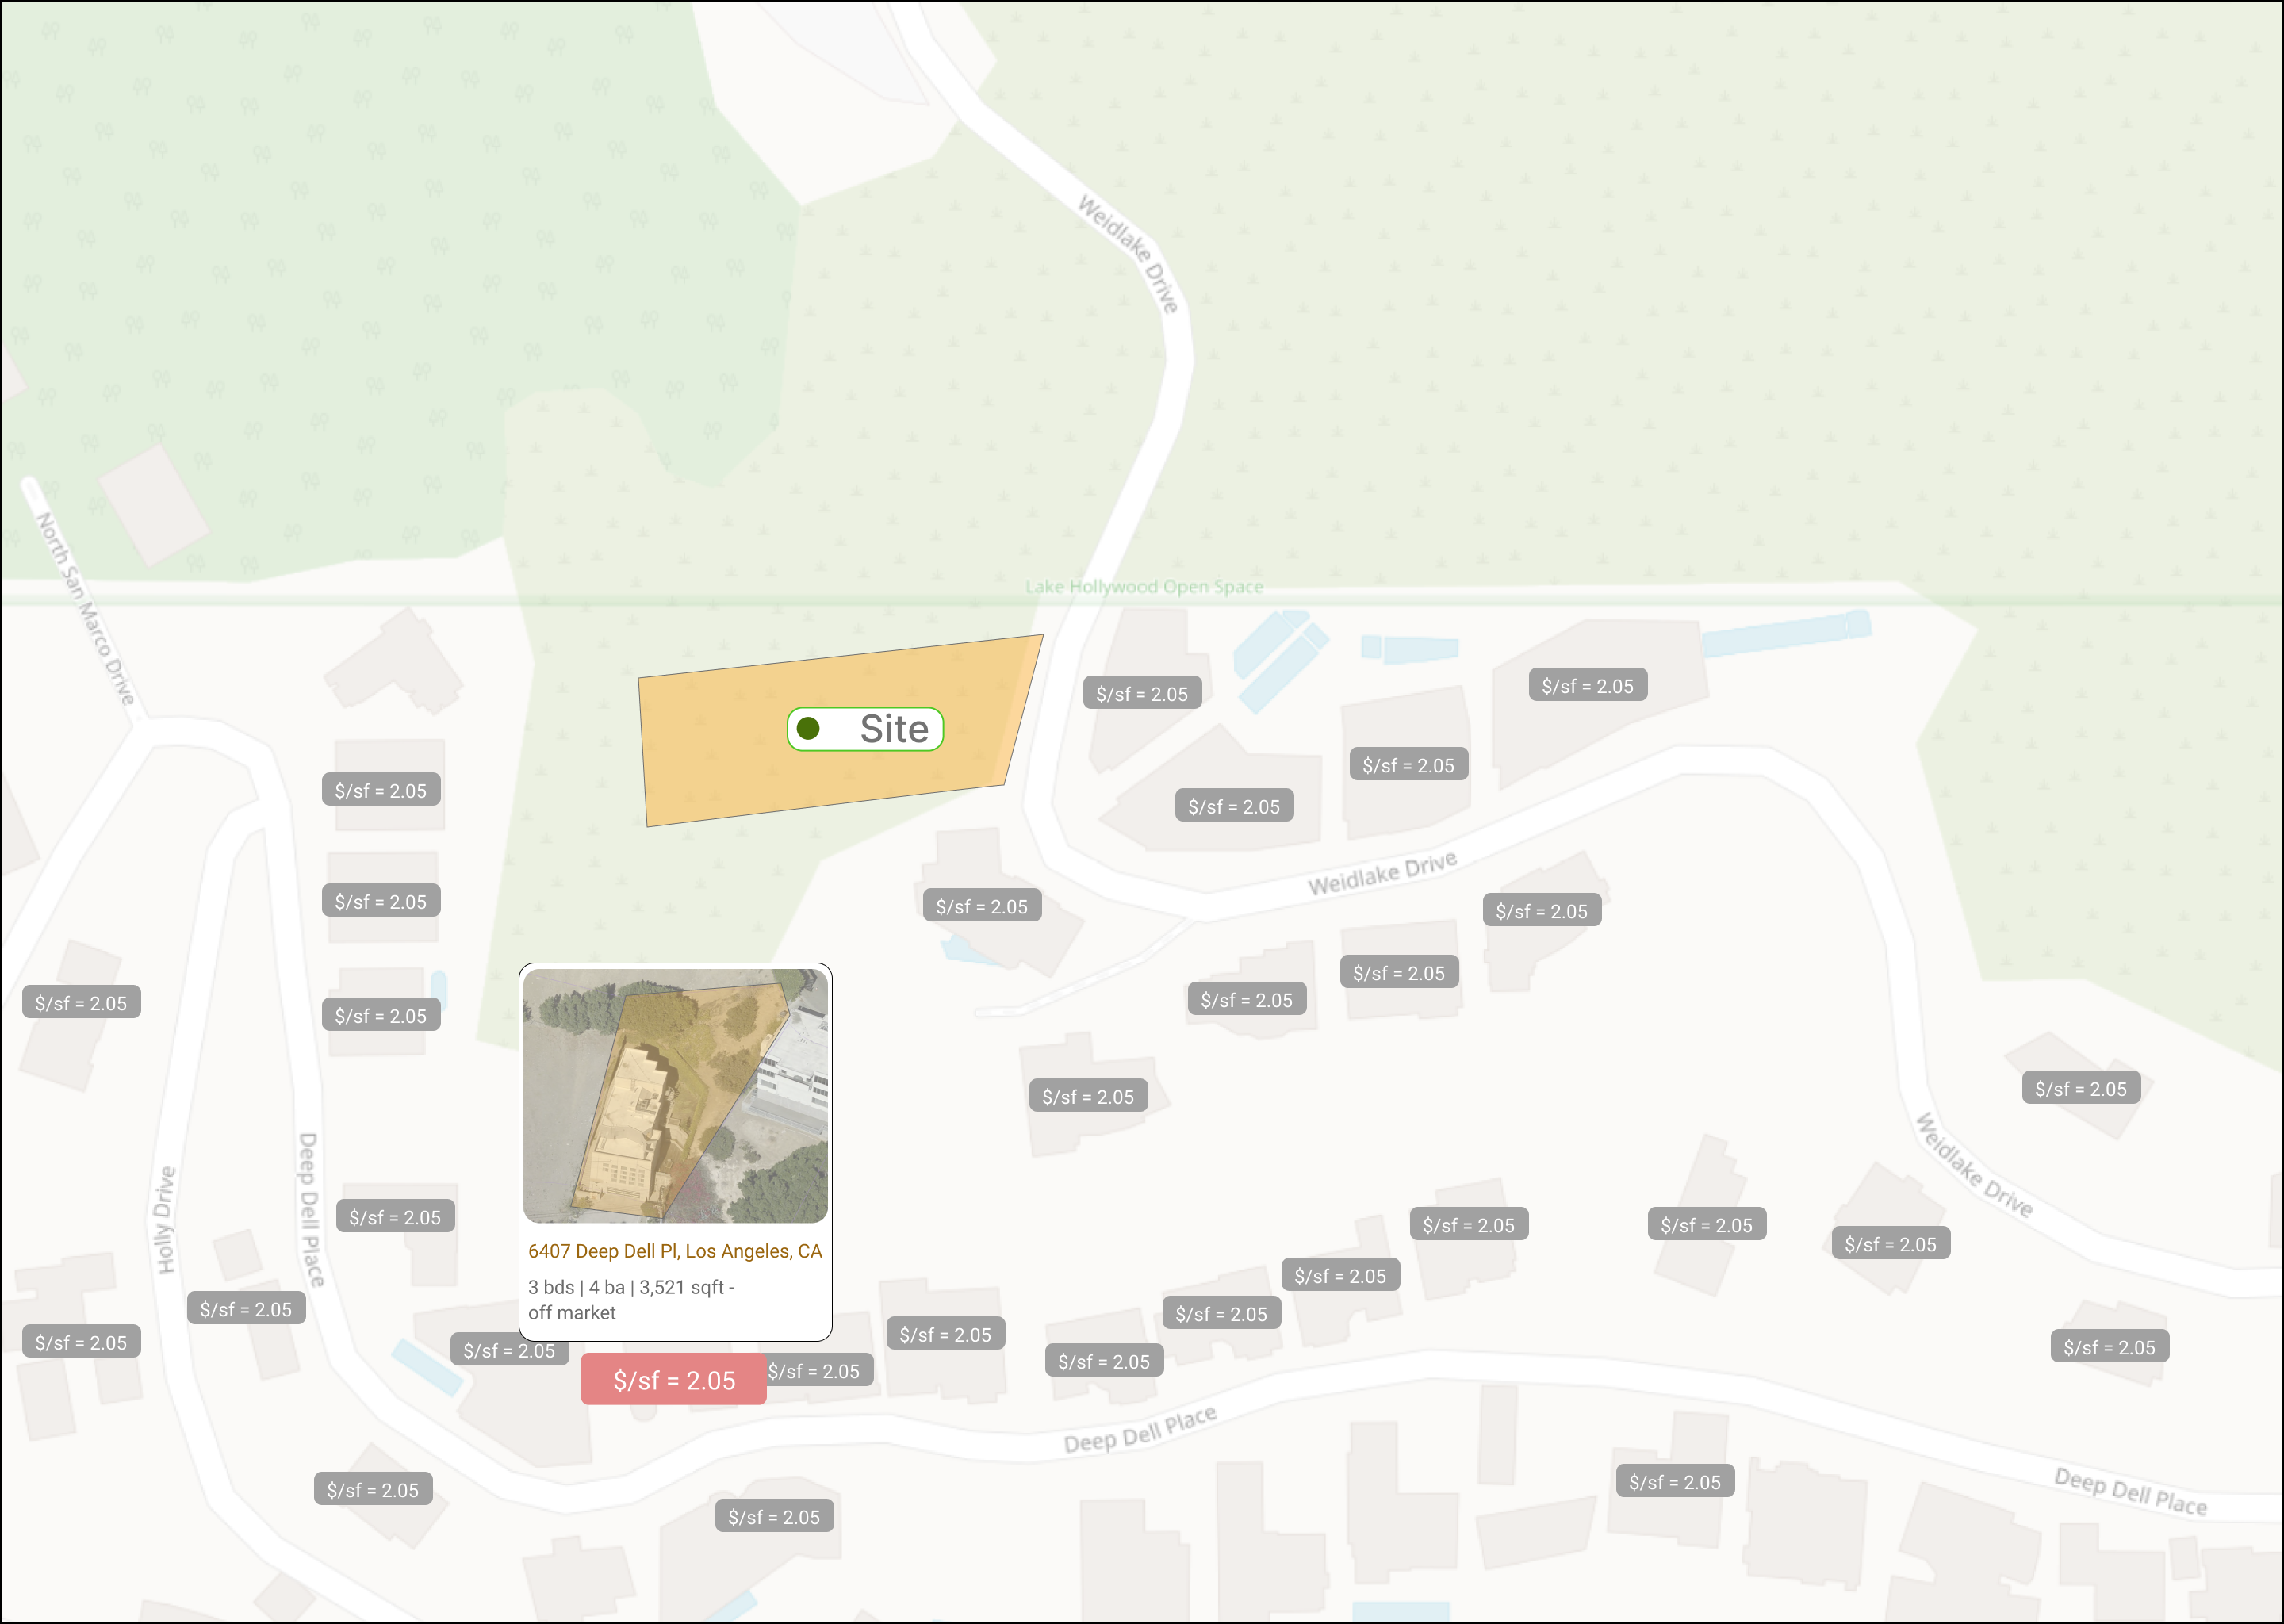 Weidlake Drive
North San Marco Drive
Lake Hollywood Open Space
$/sf = 2.05
$/sf = 2.05
Site
$/sf = 2.05
$/sf = 2.05
$/sf = 2.05
$/sf = 2.05
Weidlake Drive
$/sf = 2.05
$/sf = 2.05
$/sf = 2.05
$/sf = 2.05
$/sf = 2.05
$/sf = 2.05
$/sf = 2.05
$/sf = 2.05
$/sf = 2.05
Weidlake Drive
Holly Drive
Deep Dell Place
$/sf = 2.05
$/sf = 2.05
$/sf = 2.05
$/sf = 2.05
6407 Deep Dell Pl, Los Angeles, CA
3 bds | 4 ba | 3,521 sqft -
off market
$/sf = 2.05
$/sf = 2.05
$/sf = 2.05
$/sf = 2.05
$/sf = 2.05
$/sf = 2.05
$/sf = 2.05
$/sf = 2.05
$/sf = 2.05
$/sf = 2.05
$/sf = 2.05
Deep Dell Place
$/sf = 2.05
Deep Dell Place
$/sf = 2.05
$/sf = 2.05